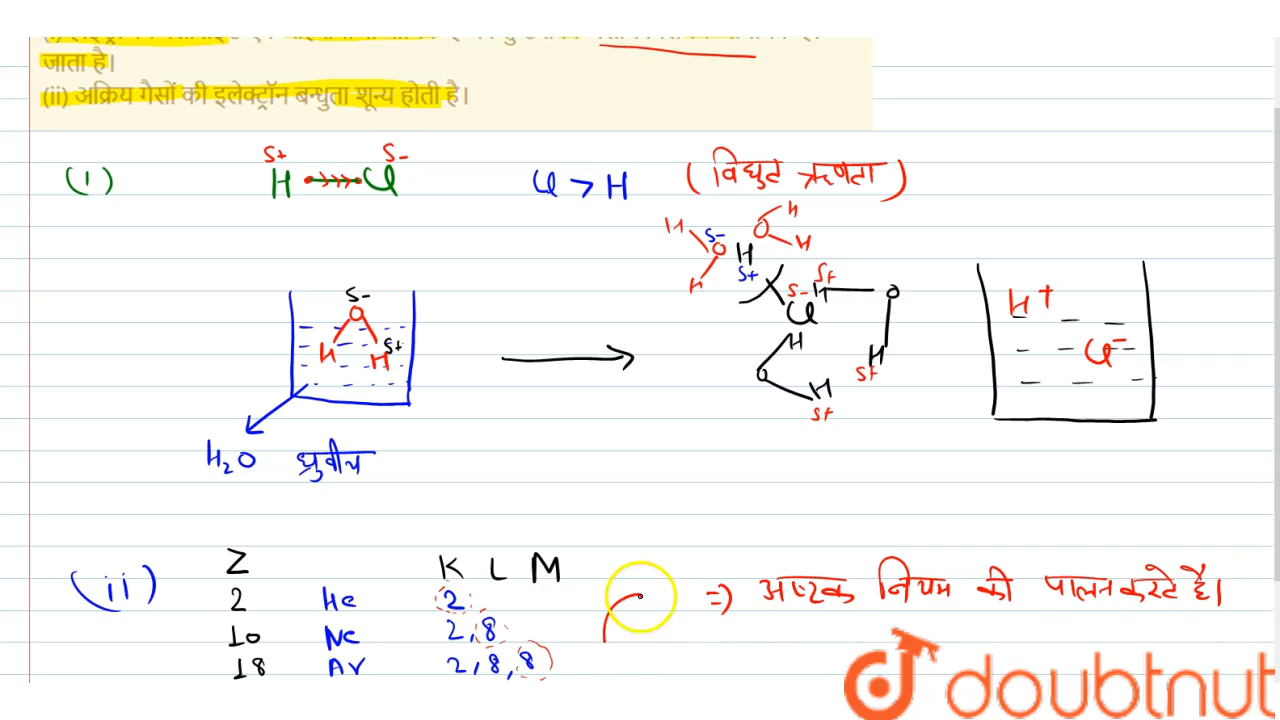 जाता है।
(ii) अक्रिय गैसों की इलेक्ट्रॉन बन्धुता शून्य होती है।
(i) H Cl Cl > H (विद्युत ऋणता)
S+ S-
H O H
H O H
S- H
S+ S- S+
Cl H O
H H
O H S+
S+
S-
O
H H S+
H+
Cl-
H2O ध्रुवीय
(ii) Z K L M
2 He 2 => अष्टक नियम की पालन करते है।
10 Ne 2, 8
18 Ar 2, 8, 8
doubtnut